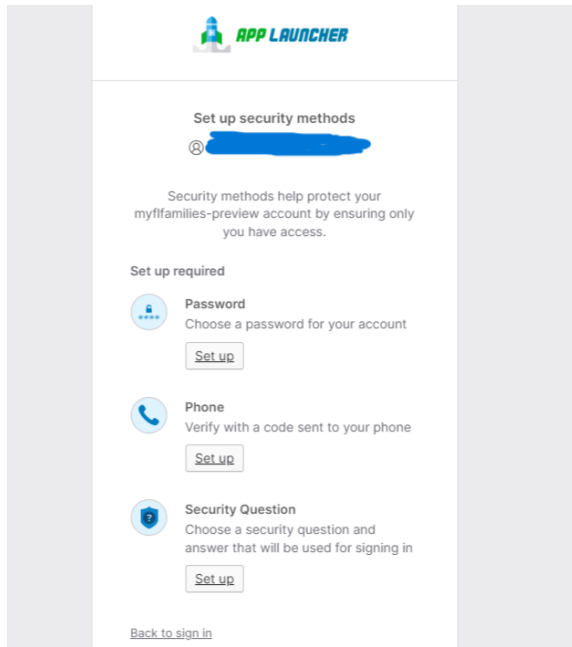 APP LAUNCHER
Set up security methods
Security methods help protect your
myflfamilies-preview account by ensuring only
you have access.
Set up required
Password
Choose a password for your account
Set up
Phone
Verify with a code sent to your phone
Set up
Security Question
Choose a security question and
answer that will be used for signing in
Set up
Back to sign in